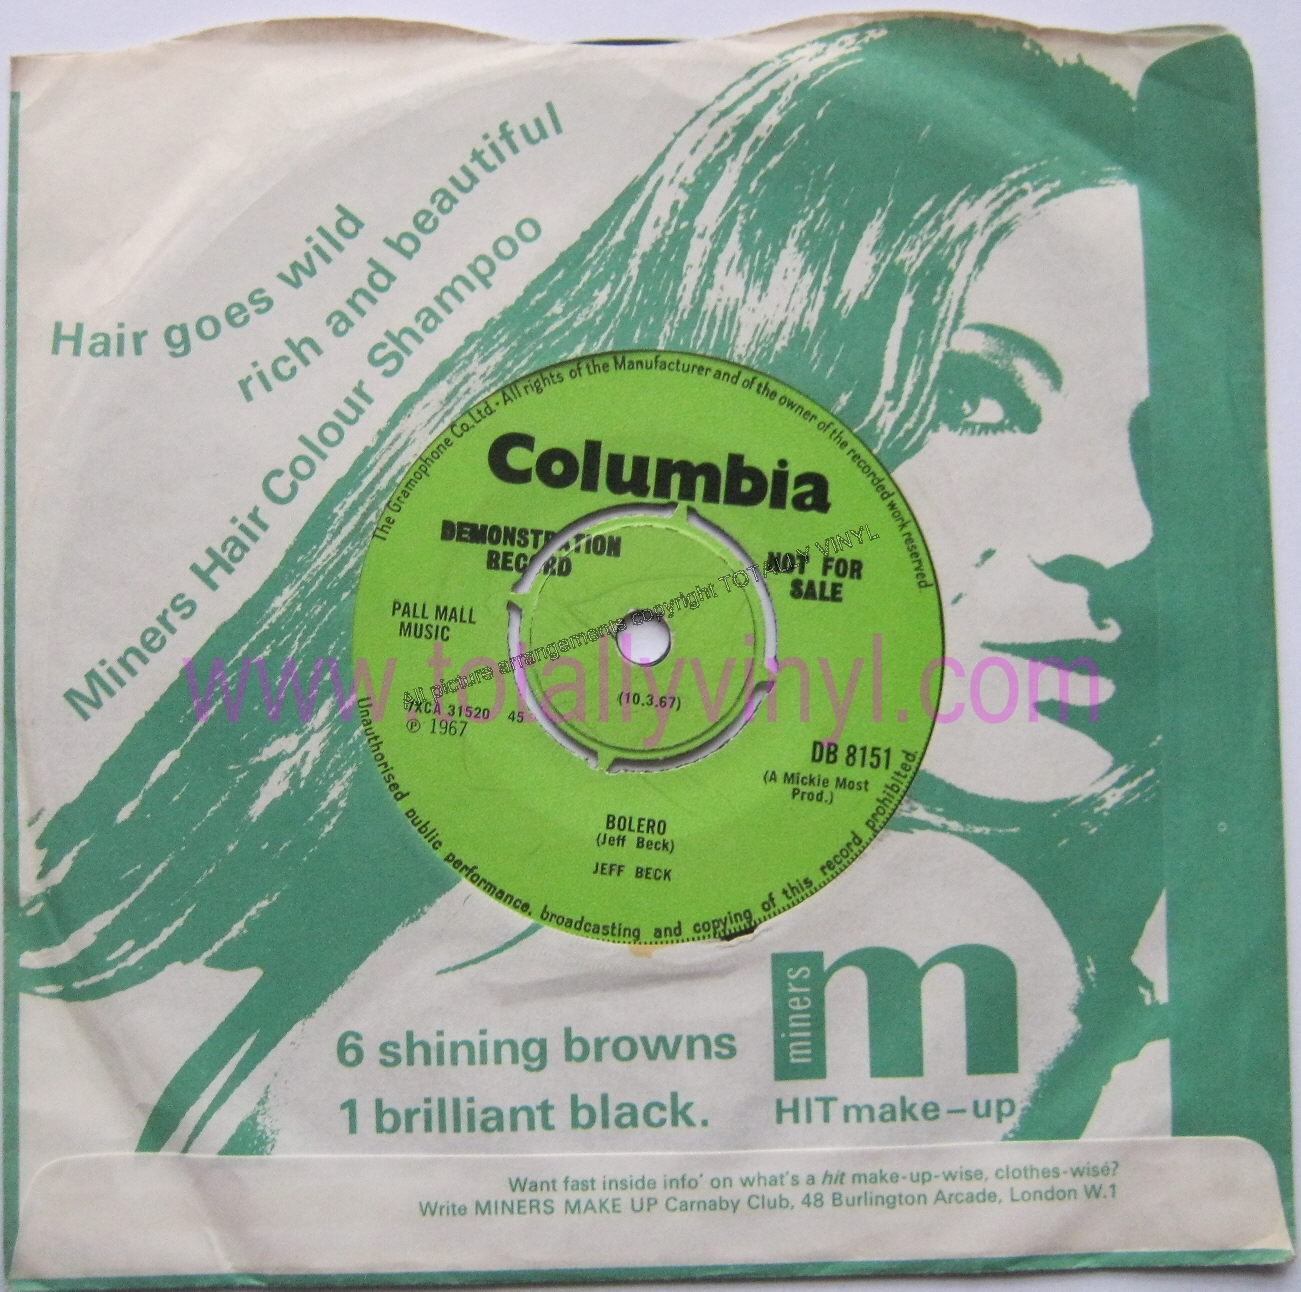 Hair goes wild
rich and beautiful
Miners Hair Colour Shampoo
The Gramophone Co. Ltd. - All rights of the Manufacturer and of the owner of the recorded work reserved.
Columbia
DEMONSTRATION
RECORD
NOT FOR
SALE
PALL MALL
MUSIC
All picture arrangements copyright TOTALLY VINYL
www.totallyvinyl.com
7XCA 31520 45
℗ 1967
(10.3.67)
DB 8151
(A Mickie Most
Prod.)
BOLERO
(Jeff Beck)
JEFF BECK
Unauthorised public performance, broadcasting and copying of this record prohibited.
6 shining browns
1 brilliant black.
miners
m
HIT make-up
Want fast inside info' on what's a hit make-up-wise, clothes-wise?
Write MINERS MAKE UP Carnaby Club, 48 Burlington Arcade, London W.1